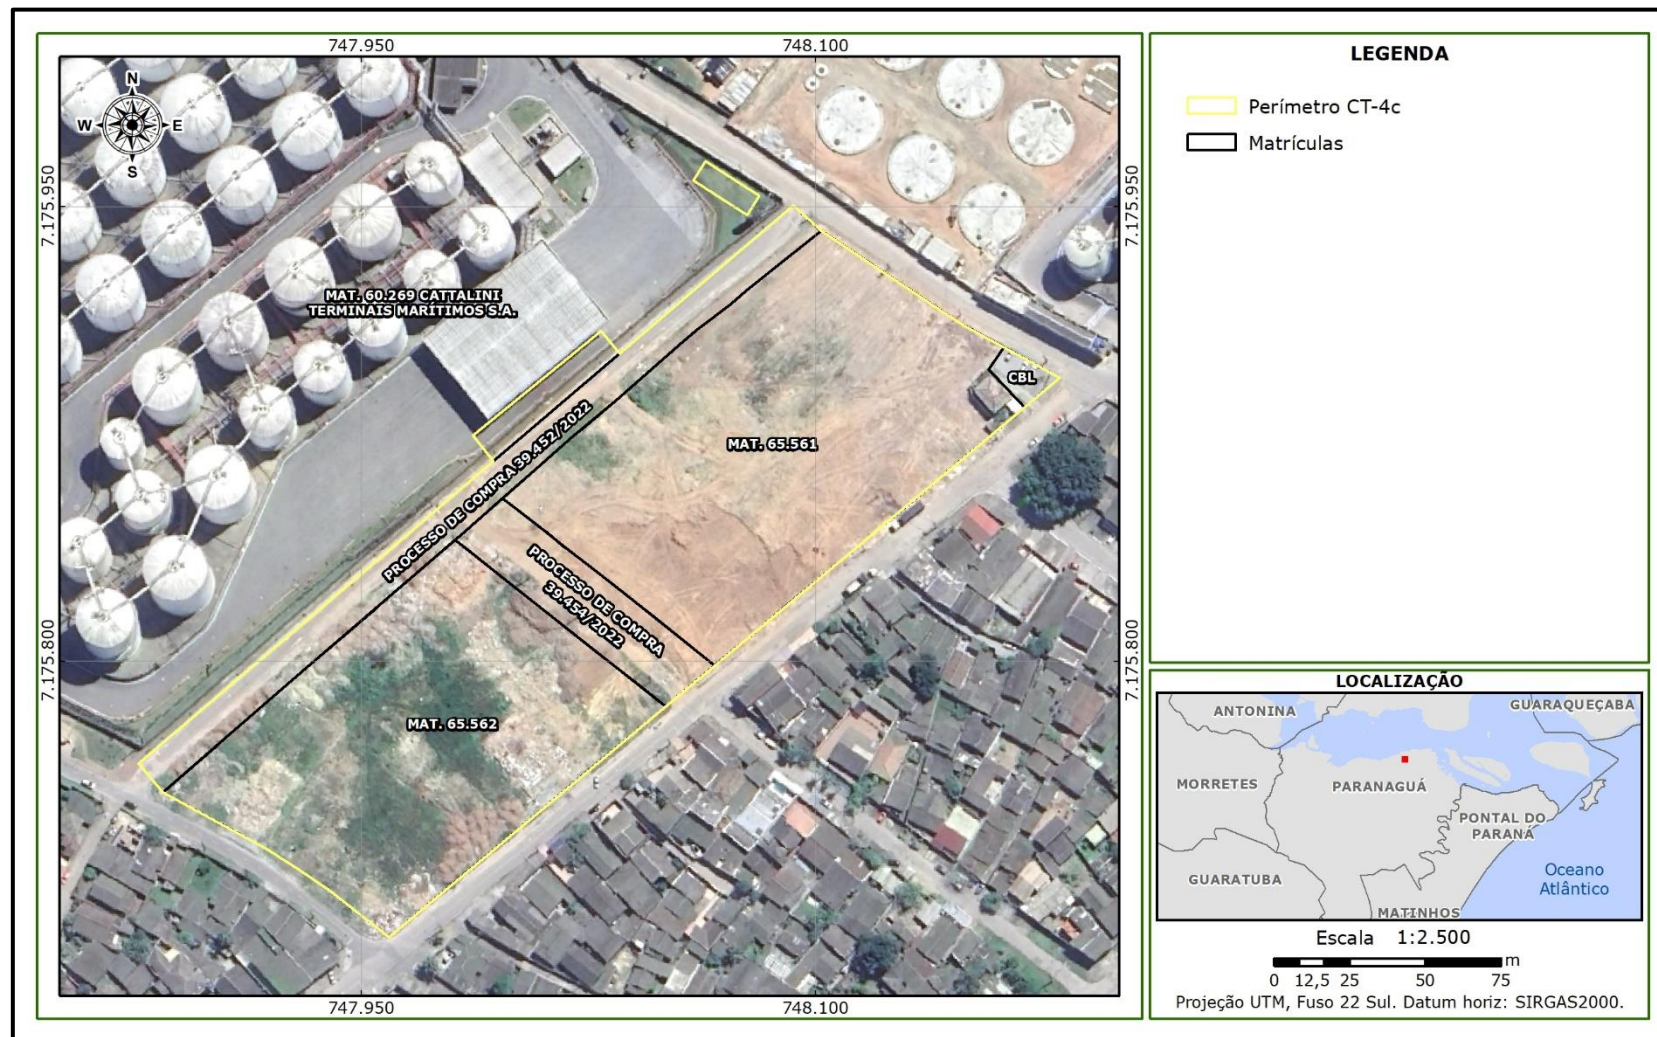 747.950
748.100
N
W
E
S
7.175.950
7.175.950
MAT. 60.269 CATTALINI
TERMINAIS MARÍTIMOS S.A.
CBL
PROCESSO DE COMPRA 39.452/2022
MAT. 65.561
PROCESSO DE COMPRA
39.454/2022
7.175.800
7.175.800
MAT. 65.562
747.950
748.100
LEGENDA
Perímetro CT-4c
Matrículas
LOCALIZAÇÃO
ANTONINA
GUARAQUEÇABA
MORRETES
PARANAGUÁ
PONTAL DO
PARANÁ
GUARATUBA
Oceano
Atlântico
MATINHOS
Escala 1:2.500
m
0 12,5 25 50 75
Projeção UTM, Fuso 22 Sul. Datum horiz: SIRGAS2000.